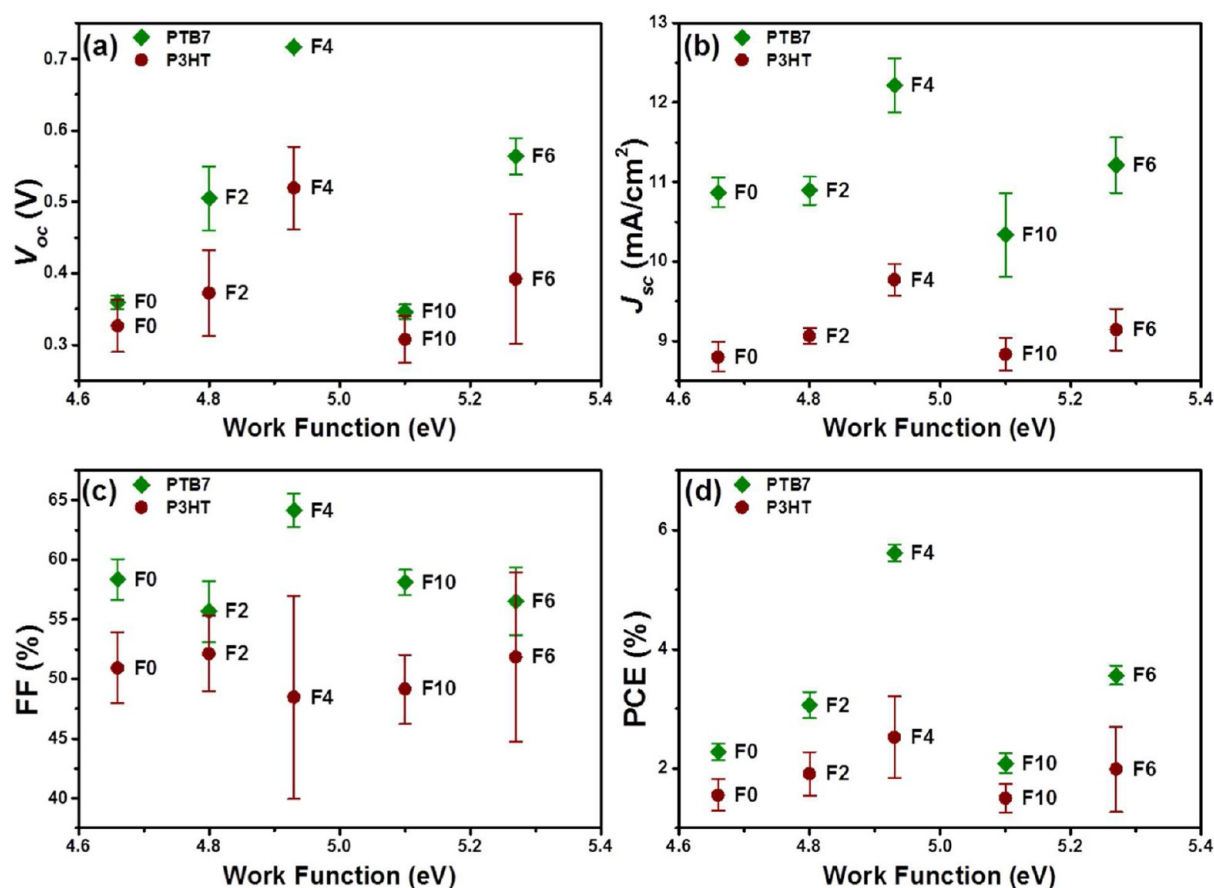 (a)
PTB7
P3HT
F4
F0
F0
F2
F2
F4
F10
F10
F6
F6
0.7
0.6
0.5
0.4
0.3
Voc (V)
4.6 4.8 5.0 5.2 5.4
Work Function (eV)
(b)
PTB7
P3HT
F4
F0
F2
F6
F10
F4
F0
F2
F10
F6
13
12
11
10
9
Jsc (mA/cm²)
4.6 4.8 5.0 5.2 5.4
Work Function (eV)
(c)
PTB7
P3HT
F4
F0
F2
F10
F6
F0
F2
F4
F10
F6
65
60
55
50
45
40
FF (%)
4.6 4.8 5.0 5.2 5.4
Work Function (eV)
(d)
PTB7
P3HT
F4
F6
F2
F0
F10
F4
F0
F2
F10
F6
6
4
2
PCE (%)
4.6 4.8 5.0 5.2 5.4
Work Function (eV)